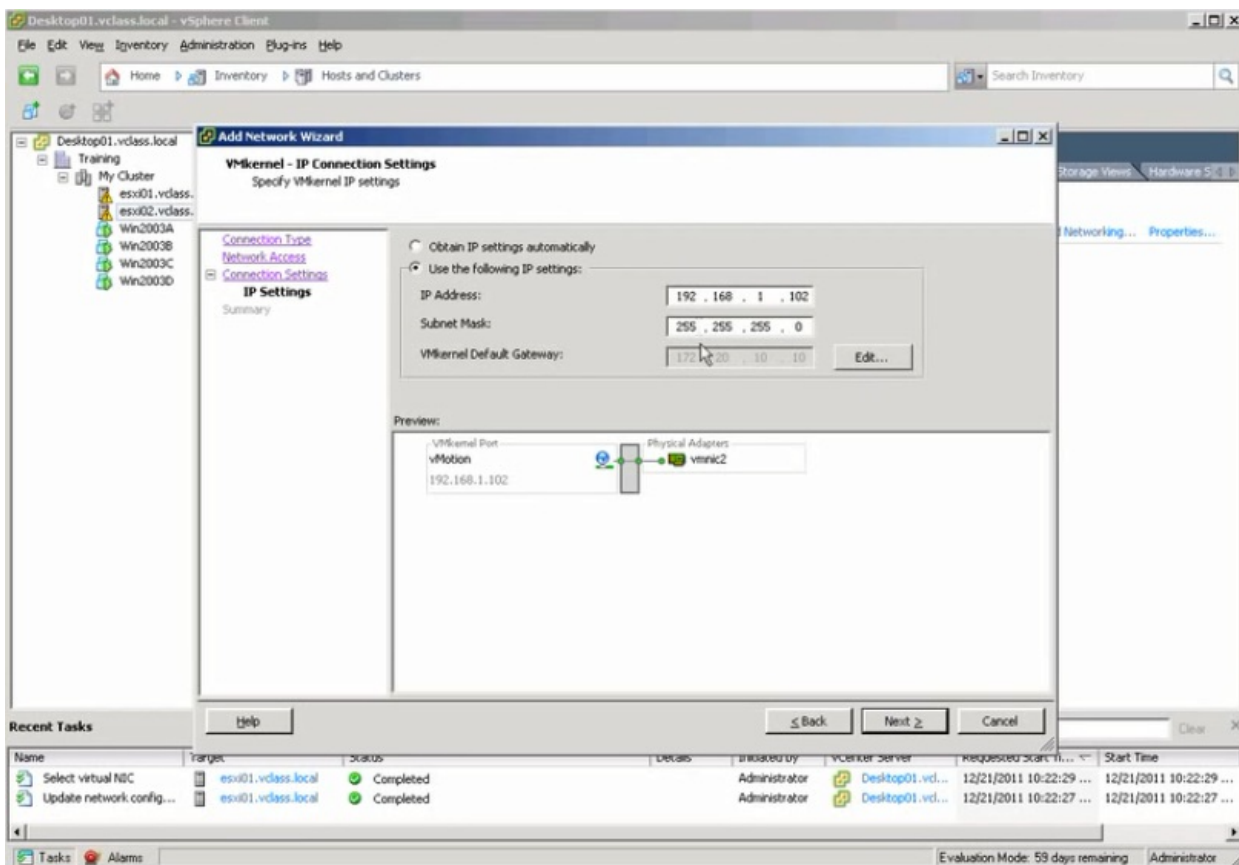 Desktop01.vclass.local - vSphere Client
File Edit View Inventory Administration Plug-ins Help
Home Inventory Hosts and Clusters
Search Inventory
Desktop01.vclass.local
Training
My Cluster
esxi01.vclass.
esxi02.vclass.
Win2003A
Win2003B
Win2003C
Win2003D
Storage Views Hardware S
Networking... Properties...
Add Network Wizard
VMkernel - IP Connection Settings
Specify VMkernel IP settings
Connection Type
Network Access
Connection Settings
IP Settings
Summary
Obtain IP settings automatically
Use the following IP settings:
IP Address: 192 . 168 . 1 . 102
Subnet Mask: 255 . 255 . 255 . 0
VMkernel Default Gateway: 172 . 20 . 10 . 10 Edit...
Preview:
VMkernel Port
vMotion
192.168.1.102
Physical Adapters
vmnic2
Help ≤ Back Next ≥ Cancel
Recent Tasks
Clear
Name Target Status Details Initiated by vCenter Server Requested Start Ti... Start Time
Select virtual NIC esxi01.vclass.local Completed Administrator Desktop01.vcl... 12/21/2011 10:22:29 ... 12/21/2011 10:22:29 ...
Update network config... esxi01.vclass.local Completed Administrator Desktop01.vcl... 12/21/2011 10:22:27 ... 12/21/2011 10:22:27 ...
Tasks Alarms
Evaluation Mode: 59 days remaining Administrator